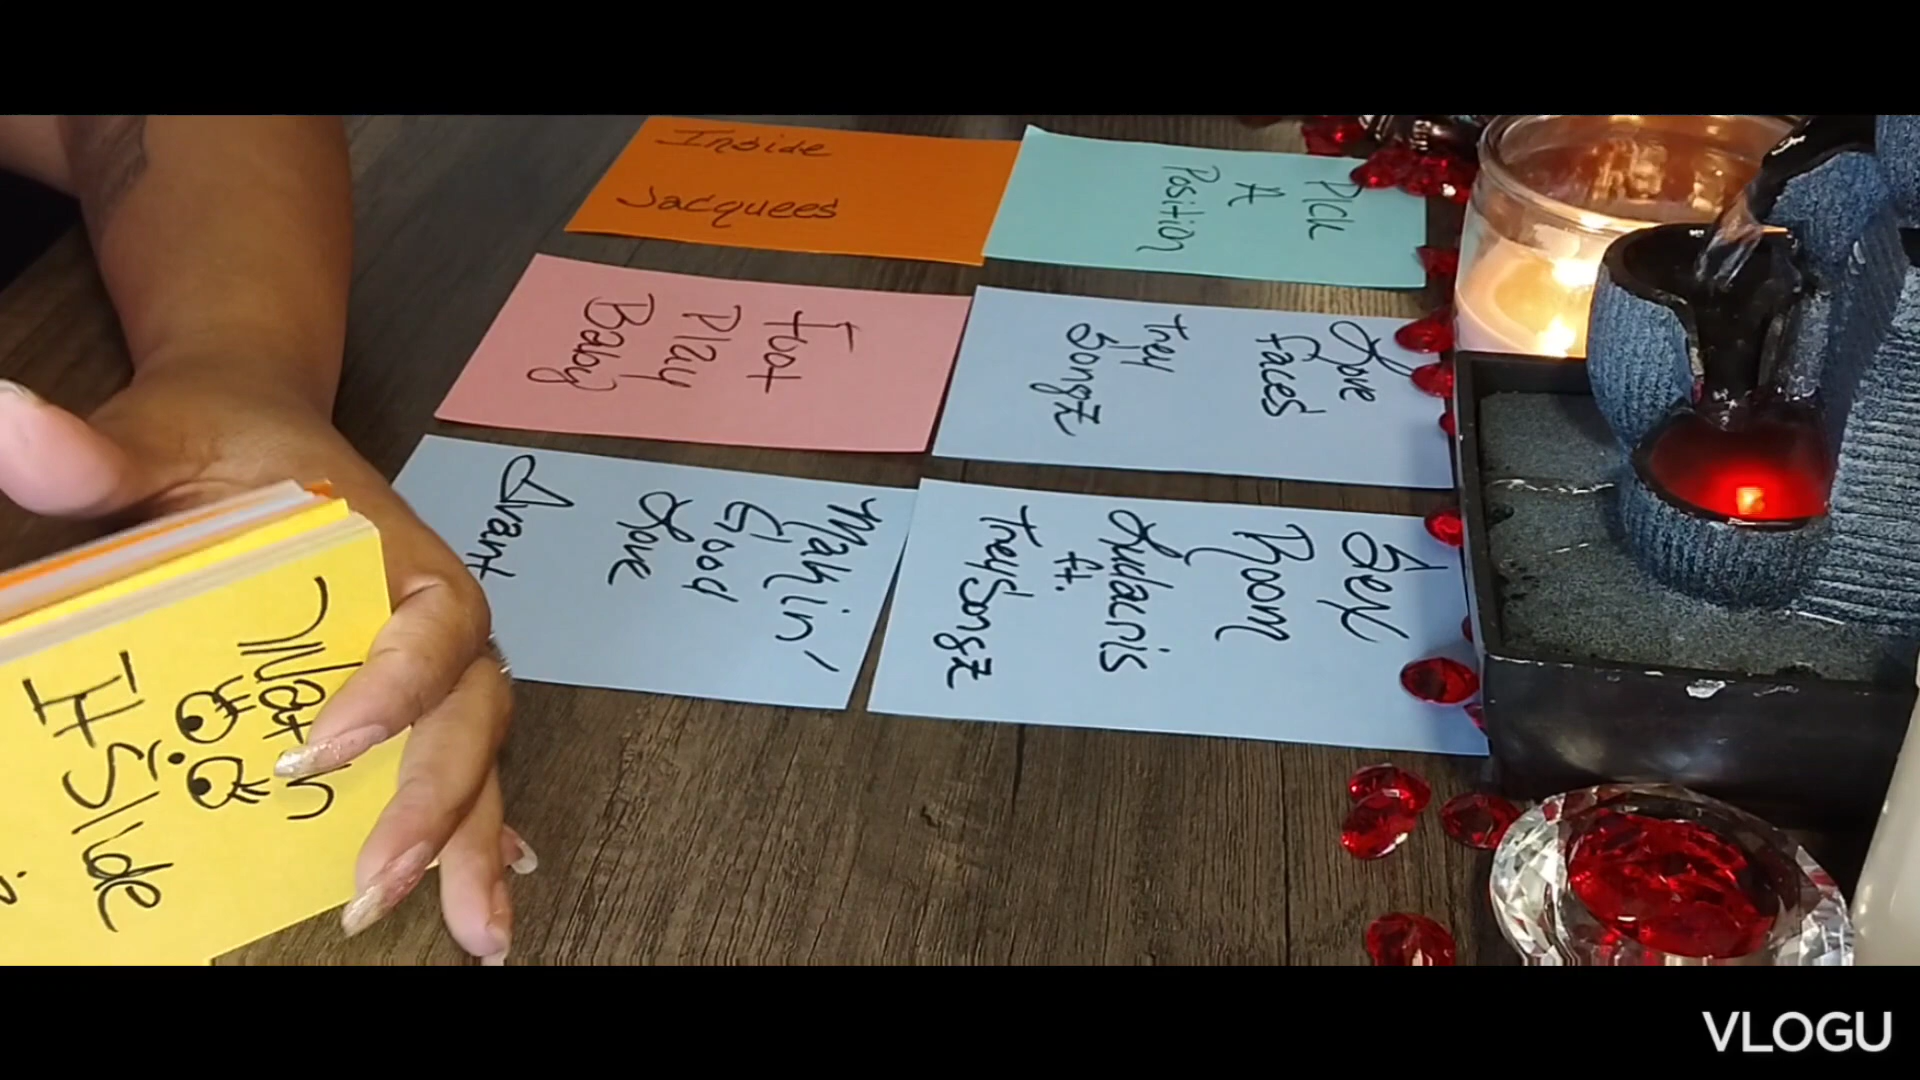 Inside
Jacquees
Pick
A
Position
Foot
Play
Baby
Love
faces
Trey
Songz
Makin'
Good
Love
Avant
Sex
Room
Ludacris
ft.
Trey Songz
It Slide
VLOGU